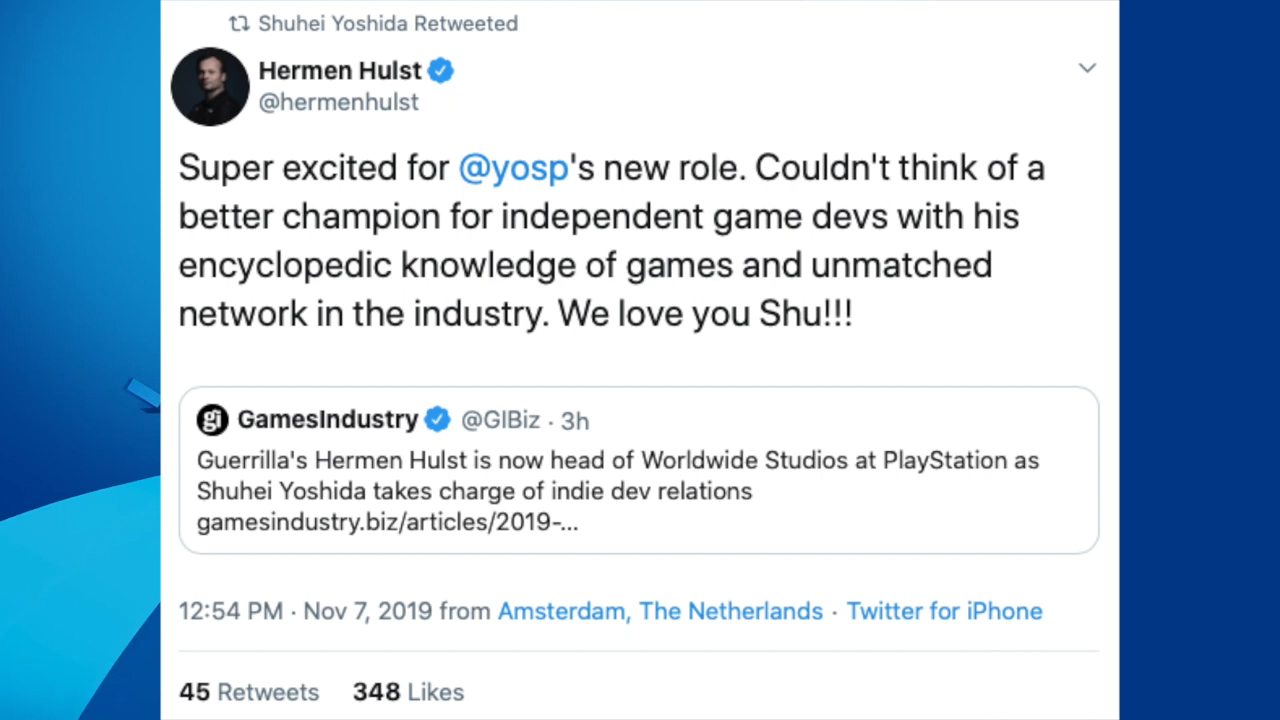 Shuhei Yoshida Retweeted
Hermen Hulst
@hermenhulst
Super excited for @yosp's new role. Couldn't think of a
better champion for independent game devs with his
encyclopedic knowledge of games and unmatched
network in the industry. We love you Shu!!!
gi GamesIndustry @GIBiz · 3h
Guerrilla's Hermen Hulst is now head of Worldwide Studios at PlayStation as
Shuhei Yoshida takes charge of indie dev relations
gamesindustry.biz/articles/2019-...
12:54 PM · Nov 7, 2019 from Amsterdam, The Netherlands · Twitter for iPhone
45 Retweets 348 Likes